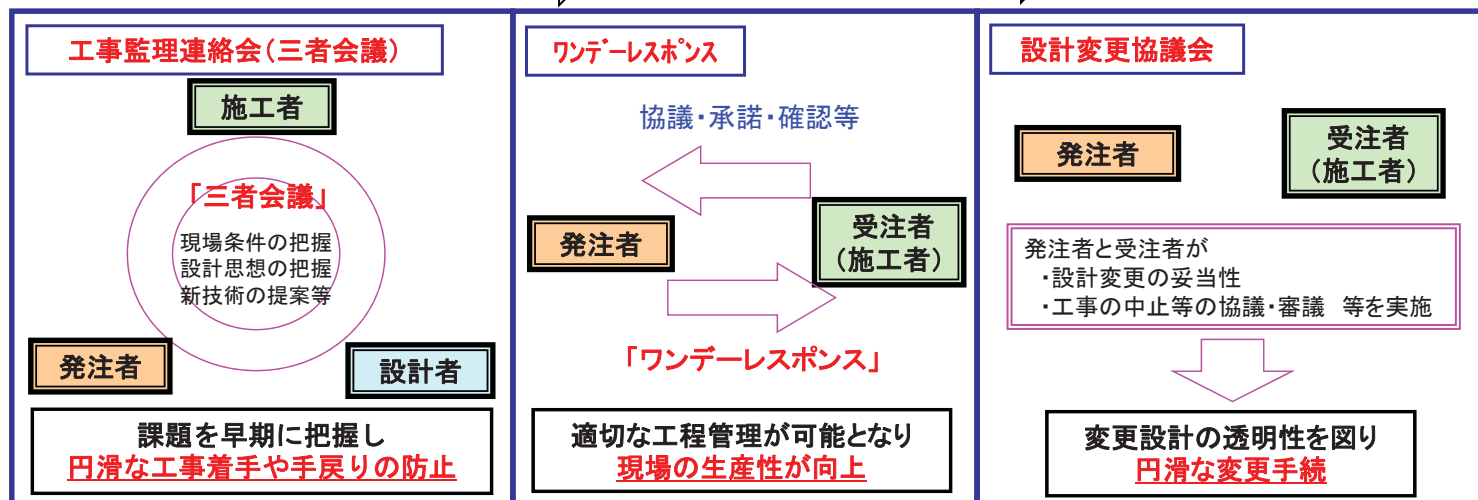 工事監理連絡会(三者会議)
施工者
「三者会議」
現場条件の把握
設計思想の把握
新技術の提案等
発注者
設計者
課題を早期に把握し
円滑な工事着手や手戻りの防止
ワンデーレスポンス
協議・承諾・確認等
発注者
受注者
(施工者)
「ワンデーレスポンス」
適切な工程管理が可能となり
現場の生産性が向上
設計変更協議会
発注者
受注者
(施工者)
発注者と受注者が
・設計変更の妥当性
・工事の中止等の協議・審議 等を実施
変更設計の透明性を図り
円滑な変更手続